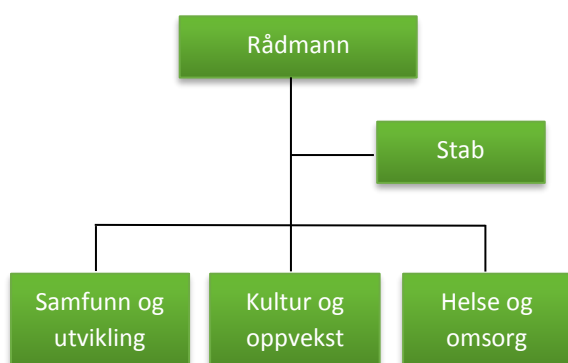 Rådmann
Stab
Samfunn og
utvikling
Kultur og
oppvekst
Helse og
omsorg